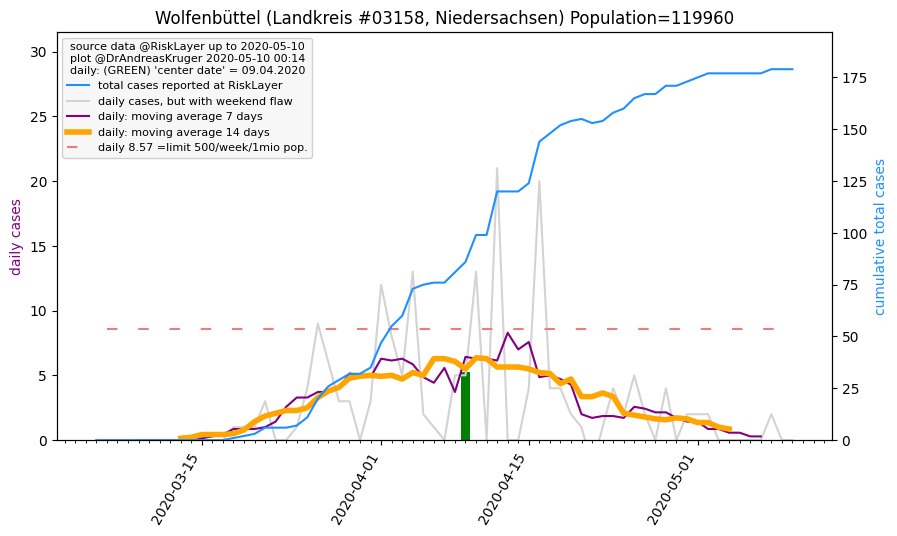 Wolfenbüttel (Landkreis #03158, Niedersachsen) Population=119960
source data @RiskLayer up to 2020-05-10
plot @DrAndreasKruger 2020-05-10 00:14
daily: (GREEN) 'center date' = 09.04.2020
total cases reported at RiskLayer
daily cases, but with weekend flaw
daily: moving average 7 days
daily: moving average 14 days
daily 8.57 =limit 500/week/1mio pop.
daily cases
30
25
20
15
10
5
0
cumulative total cases
175
150
125
100
75
50
25
0
2020-03-15
2020-04-01
2020-04-15
2020-05-01